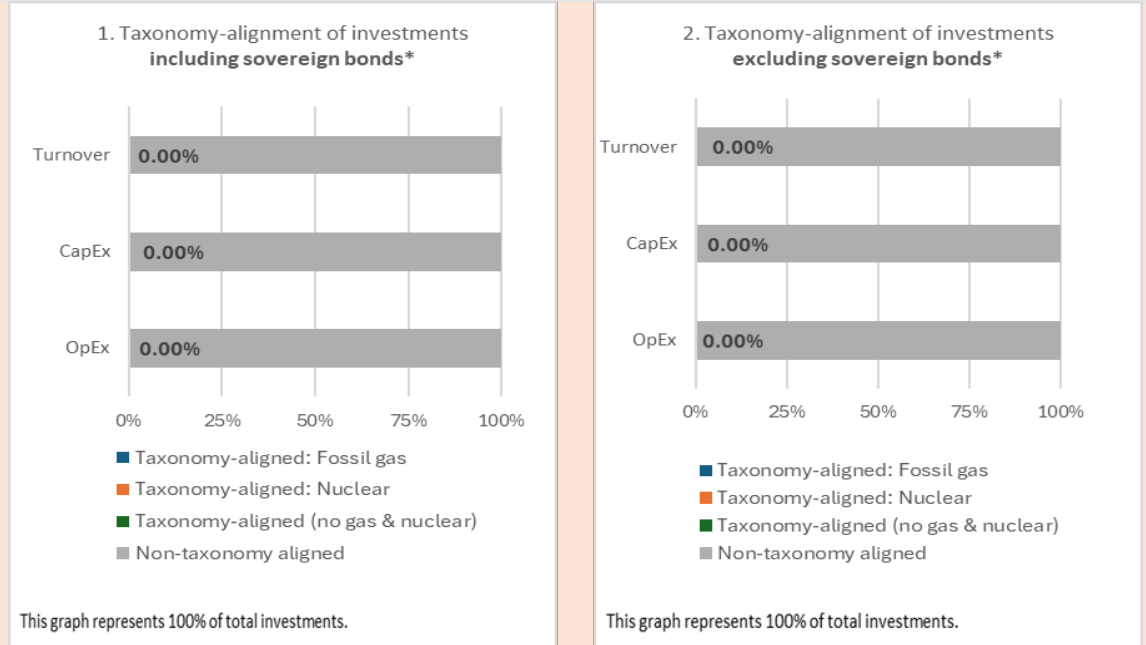 1. Taxonomy-alignment of investments
including sovereign bonds*
Turnover
0.00%
CapEx
0.00%
OpEx
0.00%
0%
25%
50%
75%
100%
Taxonomy-aligned: Fossil gas
Taxonomy-aligned: Nuclear
Taxonomy-aligned (no gas & nuclear)
Non-taxonomy aligned
This graph represents 100% of total investments.
2. Taxonomy-alignment of investments
excluding sovereign bonds*
Turnover
0.00%
CapEx
0.00%
OpEx
0.00%
0%
25%
50%
75%
100%
Taxonomy-aligned: Fossil gas
Taxonomy-aligned: Nuclear
Taxonomy-aligned (no gas & nuclear)
Non-taxonomy aligned
This graph represents 100% of total investments.